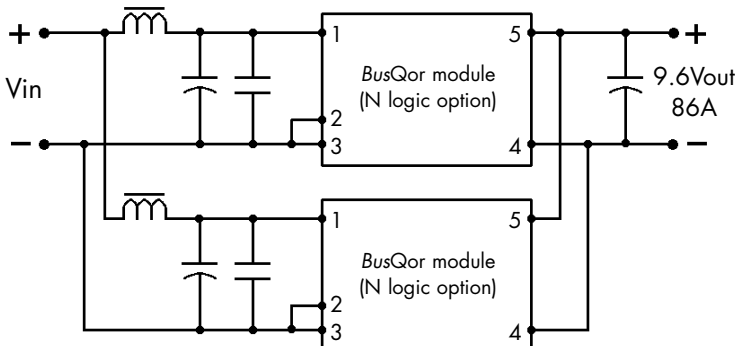 +
1
5
+
Vin
BusQor module
(N logic option)
9.6Vout
86A
2
−
3
4
−
1
5
BusQor module
(N logic option)
2
3
4